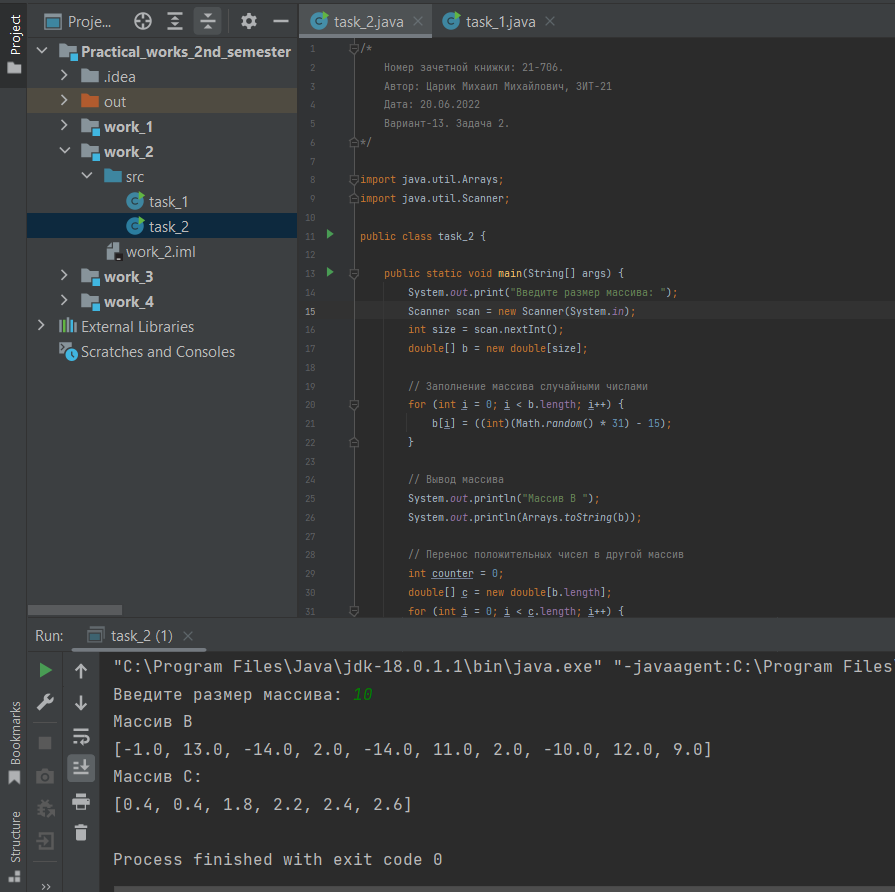 Project
Proje...
Practical_works_2nd_semester
.idea
out
work_1
work_2
src
task_1
task_2
work_2.iml
work_3
work_4
External Libraries
Scratches and Consoles
task_2.java
task_1.java
1 /*
2 Номер зачетной книжки: 21-706.
3 Автор: Царик Михаил Михайлович, ЗИТ-21
4 Дата: 20.06.2022
5 Вариант-13. Задача 2.
6 */
7
8 import java.util.Arrays;
9 import java.util.Scanner;
10
11 public class task_2 {
12
13 public static void main(String[] args) {
14 System.out.print("Введите размер массива: ");
15 Scanner scan = new Scanner(System.in);
16 int size = scan.nextInt();
17 double[] b = new double[size];
18
19 // Заполнение массива случайными числами
20 for (int i = 0; i < b.length; i++) {
21 b[i] = ((int)(Math.random() * 31) - 15);
22 }
23
24 // Вывод массива
25 System.out.println("Массив B ");
26 System.out.println(Arrays.toString(b));
27
28 // Перенос положительных чисел в другой массив
29 int counter = 0;
30 double[] c = new double[b.length];
31 for (int i = 0; i < c.length; i++) {
Run:
task_2 (1)
"C:\Program Files\Java\jdk-18.0.1.1\bin\java.exe" "-javaagent:C:\Program Files
Введите размер массива: 10
Массив B
[-1.0, 13.0, -14.0, 2.0, -14.0, 11.0, 2.0, -10.0, 12.0, 9.0]
Массив C:
[0.4, 0.4, 1.8, 2.2, 2.4, 2.6]
Process finished with exit code 0
Bookmarks
Structure